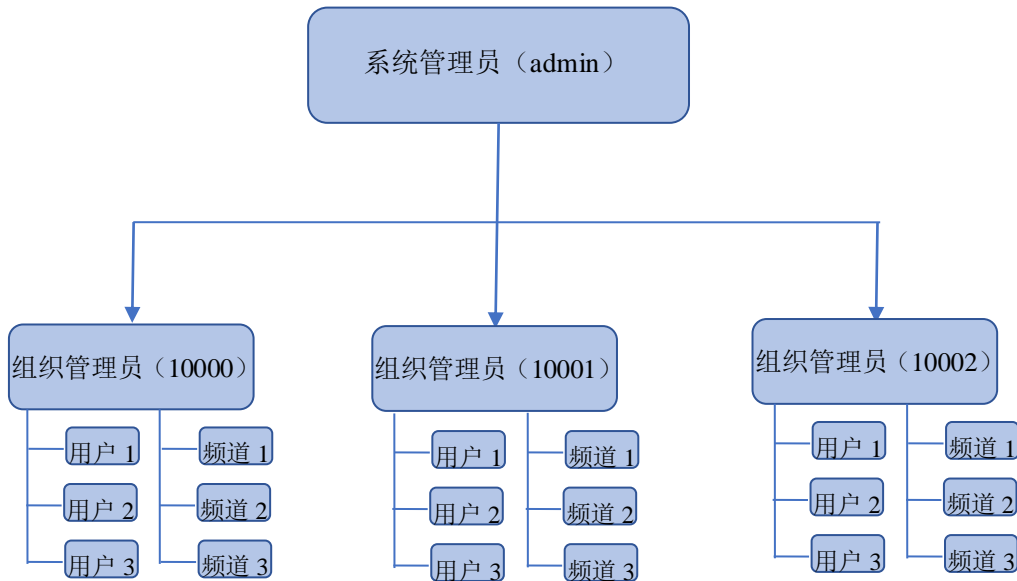 系统管理员（admin）
组织管理员（10000）
组织管理员（10001）
组织管理员（10002）
用户 1
频道 1
用户 2
频道 2
用户 3
频道 3
用户 1
频道 1
用户 2
频道 2
用户 3
频道 3
用户 1
频道 1
用户 2
频道 2
用户 3
频道 3